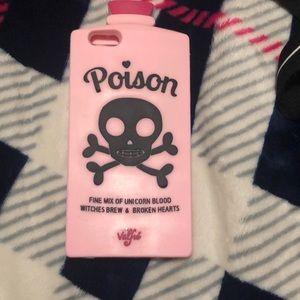 Poison
FINE MIX OF UNICORN BLOOD
WITCHES BREW & BROKEN HEARTS
Valfré